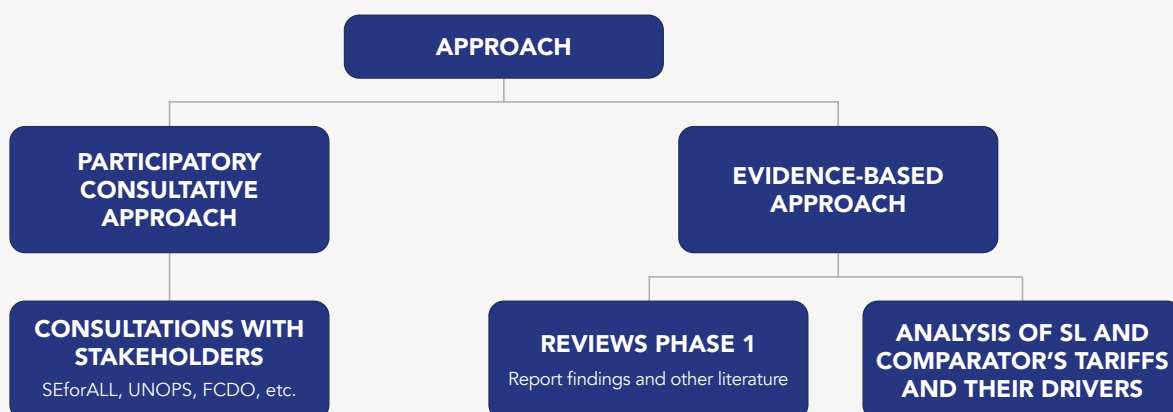 APPROACH
PARTICIPATORY
CONSULTATIVE
APPROACH
EVIDENCE-BASED
APPROACH
CONSULTATIONS WITH
STAKEHOLDERS
SEforALL, UNOPS, FCDO, etc.
REVIEWS PHASE 1
Report findings and other literature
ANALYSIS OF SL AND
COMPARATOR’S TARIFFS
AND THEIR DRIVERS